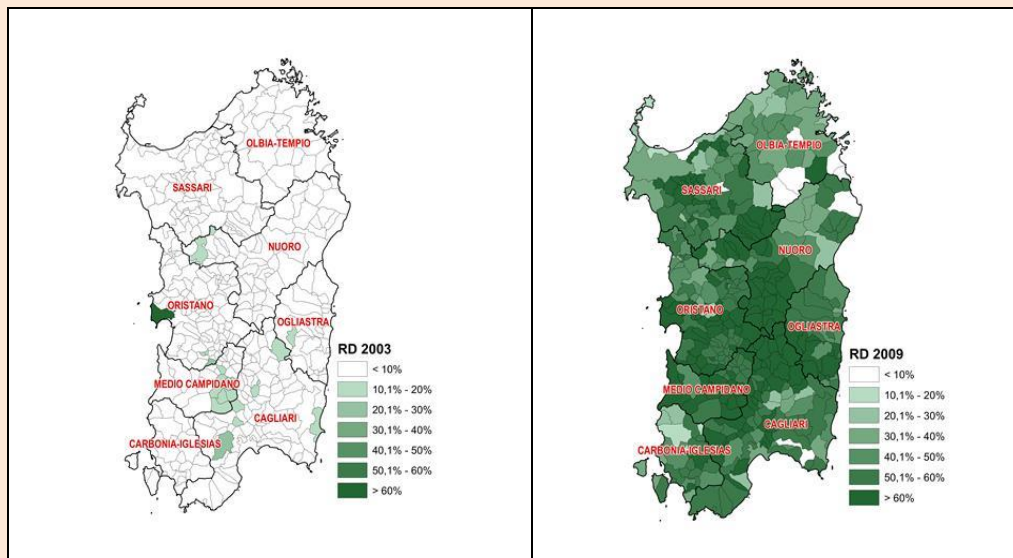 OLBIA-TEMPIO
SASSARI
NUORO
ORISTANO
OGLIASTRA
MEDIO CAMPIDANO
CAGLIARI
CARBONIA-IGLESIAS
RD 2003
< 10%
10,1% - 20%
20,1% - 30%
30,1% - 40%
40,1% - 50%
50,1% - 60%
> 60%
OLBIA-TEMPIO
SASSARI
NUORO
ORISTANO
OGLIASTRA
MEDIO CAMPIDANO
CAGLIARI
CARBONIA-IGLESIAS
RD 2009
< 10%
10,1% - 20%
20,1% - 30%
30,1% - 40%
40,1% - 50%
50,1% - 60%
> 60%